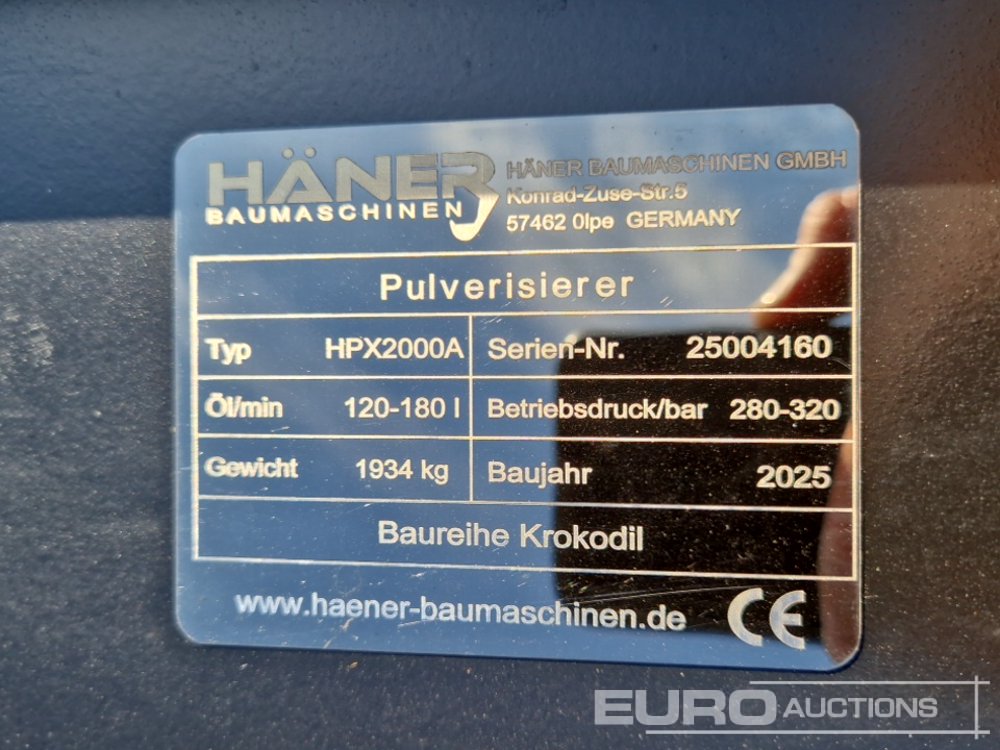 HÄNER
BAUMASCHINEN
HÄNER BAUMASCHINEN GMBH
Konrad-Zuse-Str.5
57462 Olpe GERMANY
Pulverisierer
Typ HPX2000A Serien-Nr. 25004160
Öl/min 120-180 l Betriebsdruck/bar 280-320
Gewicht 1934 kg Baujahr 2025
Baureihe Krokodil
www.haener-baumaschinen.de CE
EURO AUCTIONS